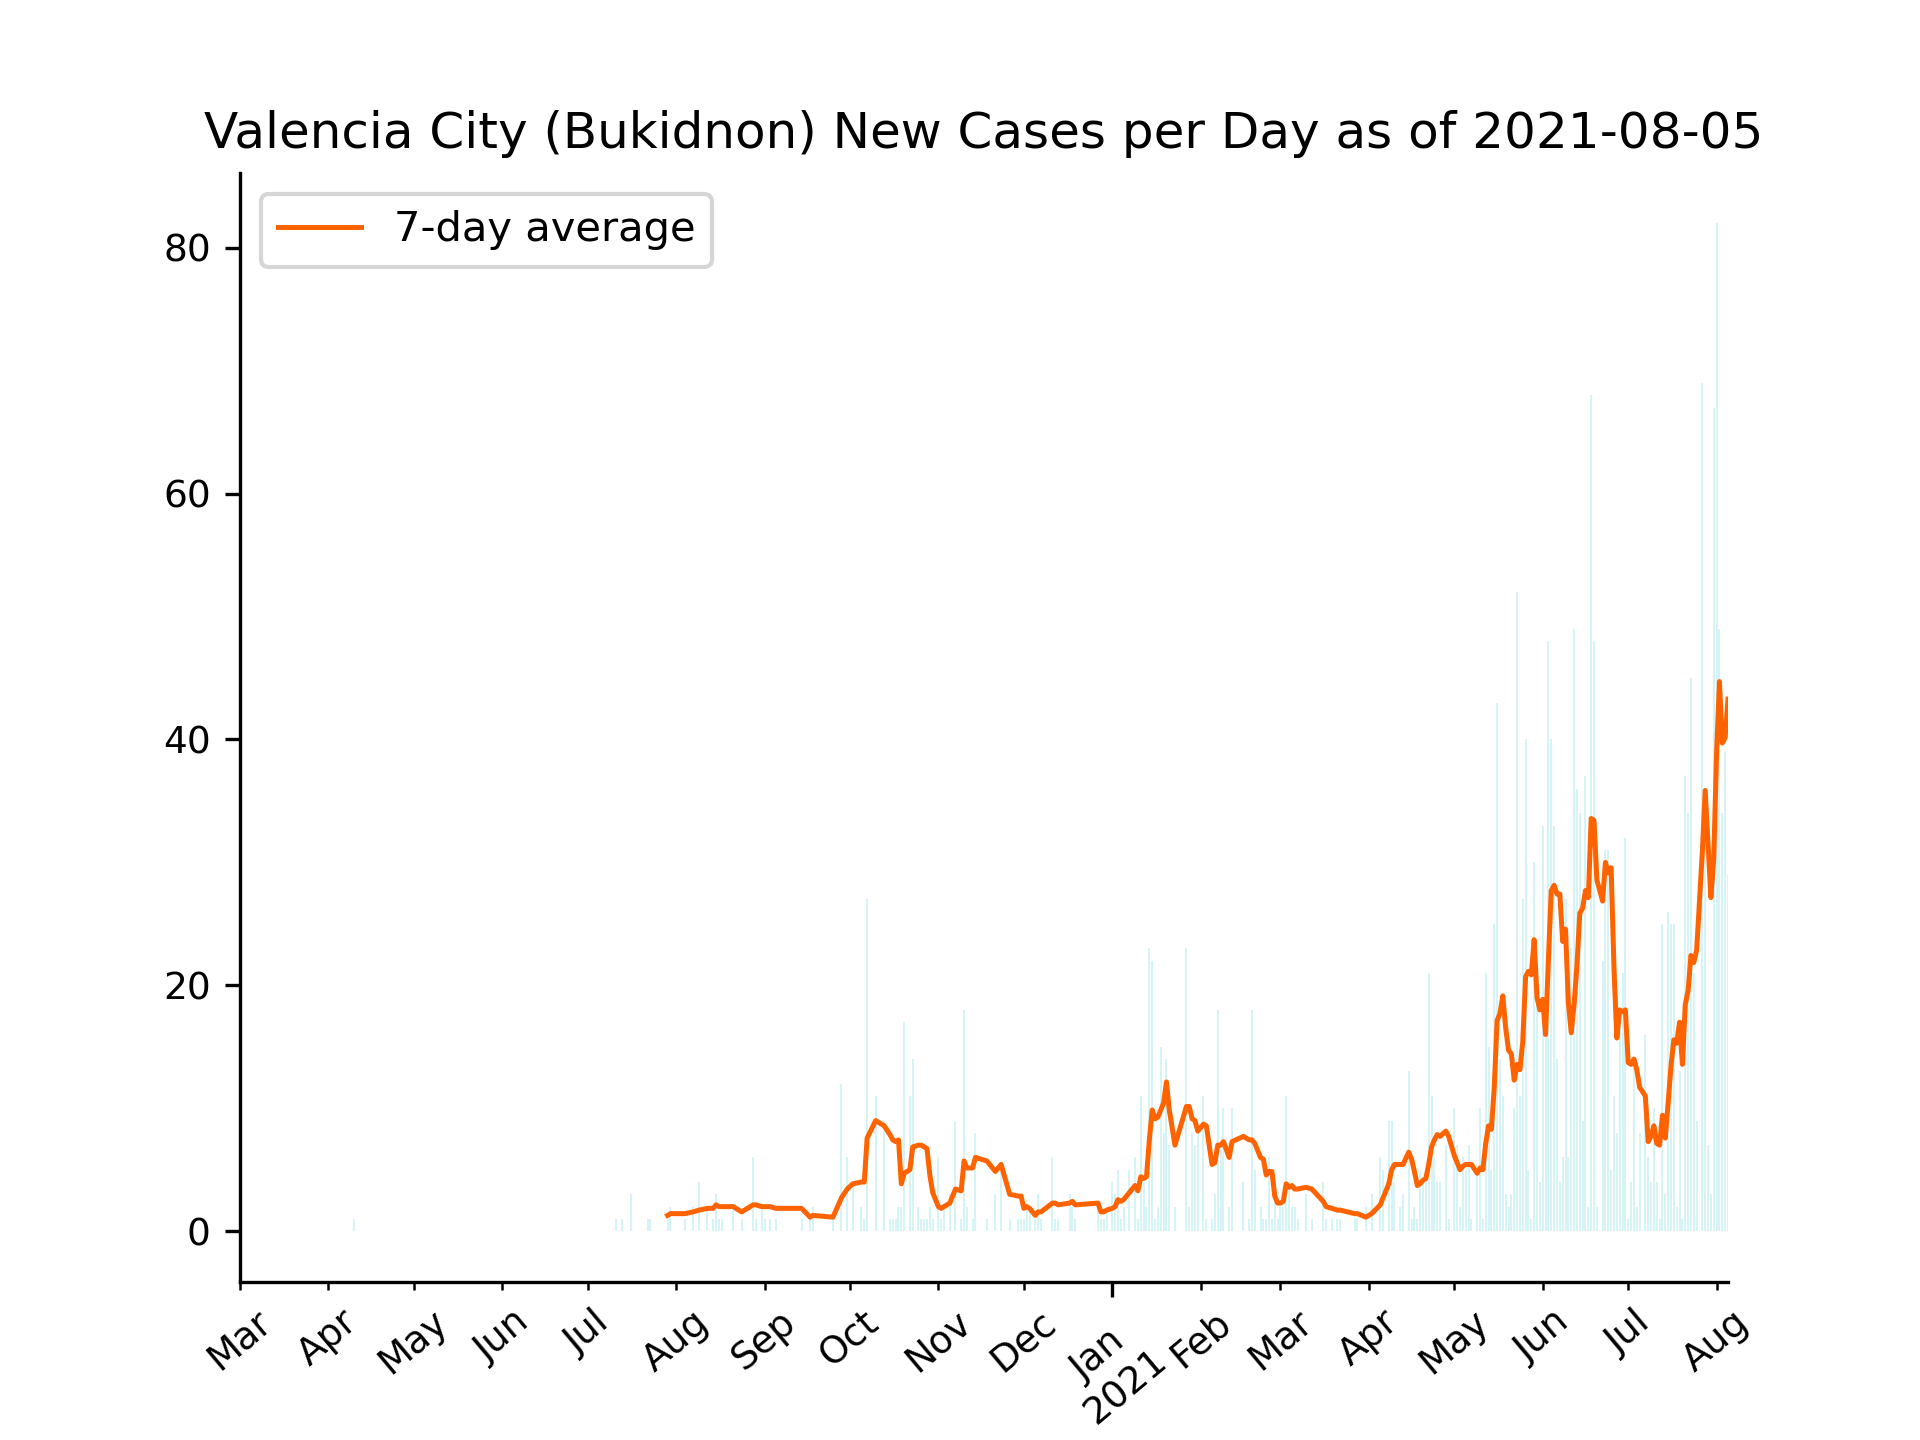 Valencia City (Bukidnon) New Cases per Day as of 2021-08-05
7-day average
80
60
40
20
0
Mar
Apr
May
Jun
Jul
Aug
Sep
Oct
Nov
Dec
Jan
2021
Feb
Mar
Apr
May
Jun
Jul
Aug